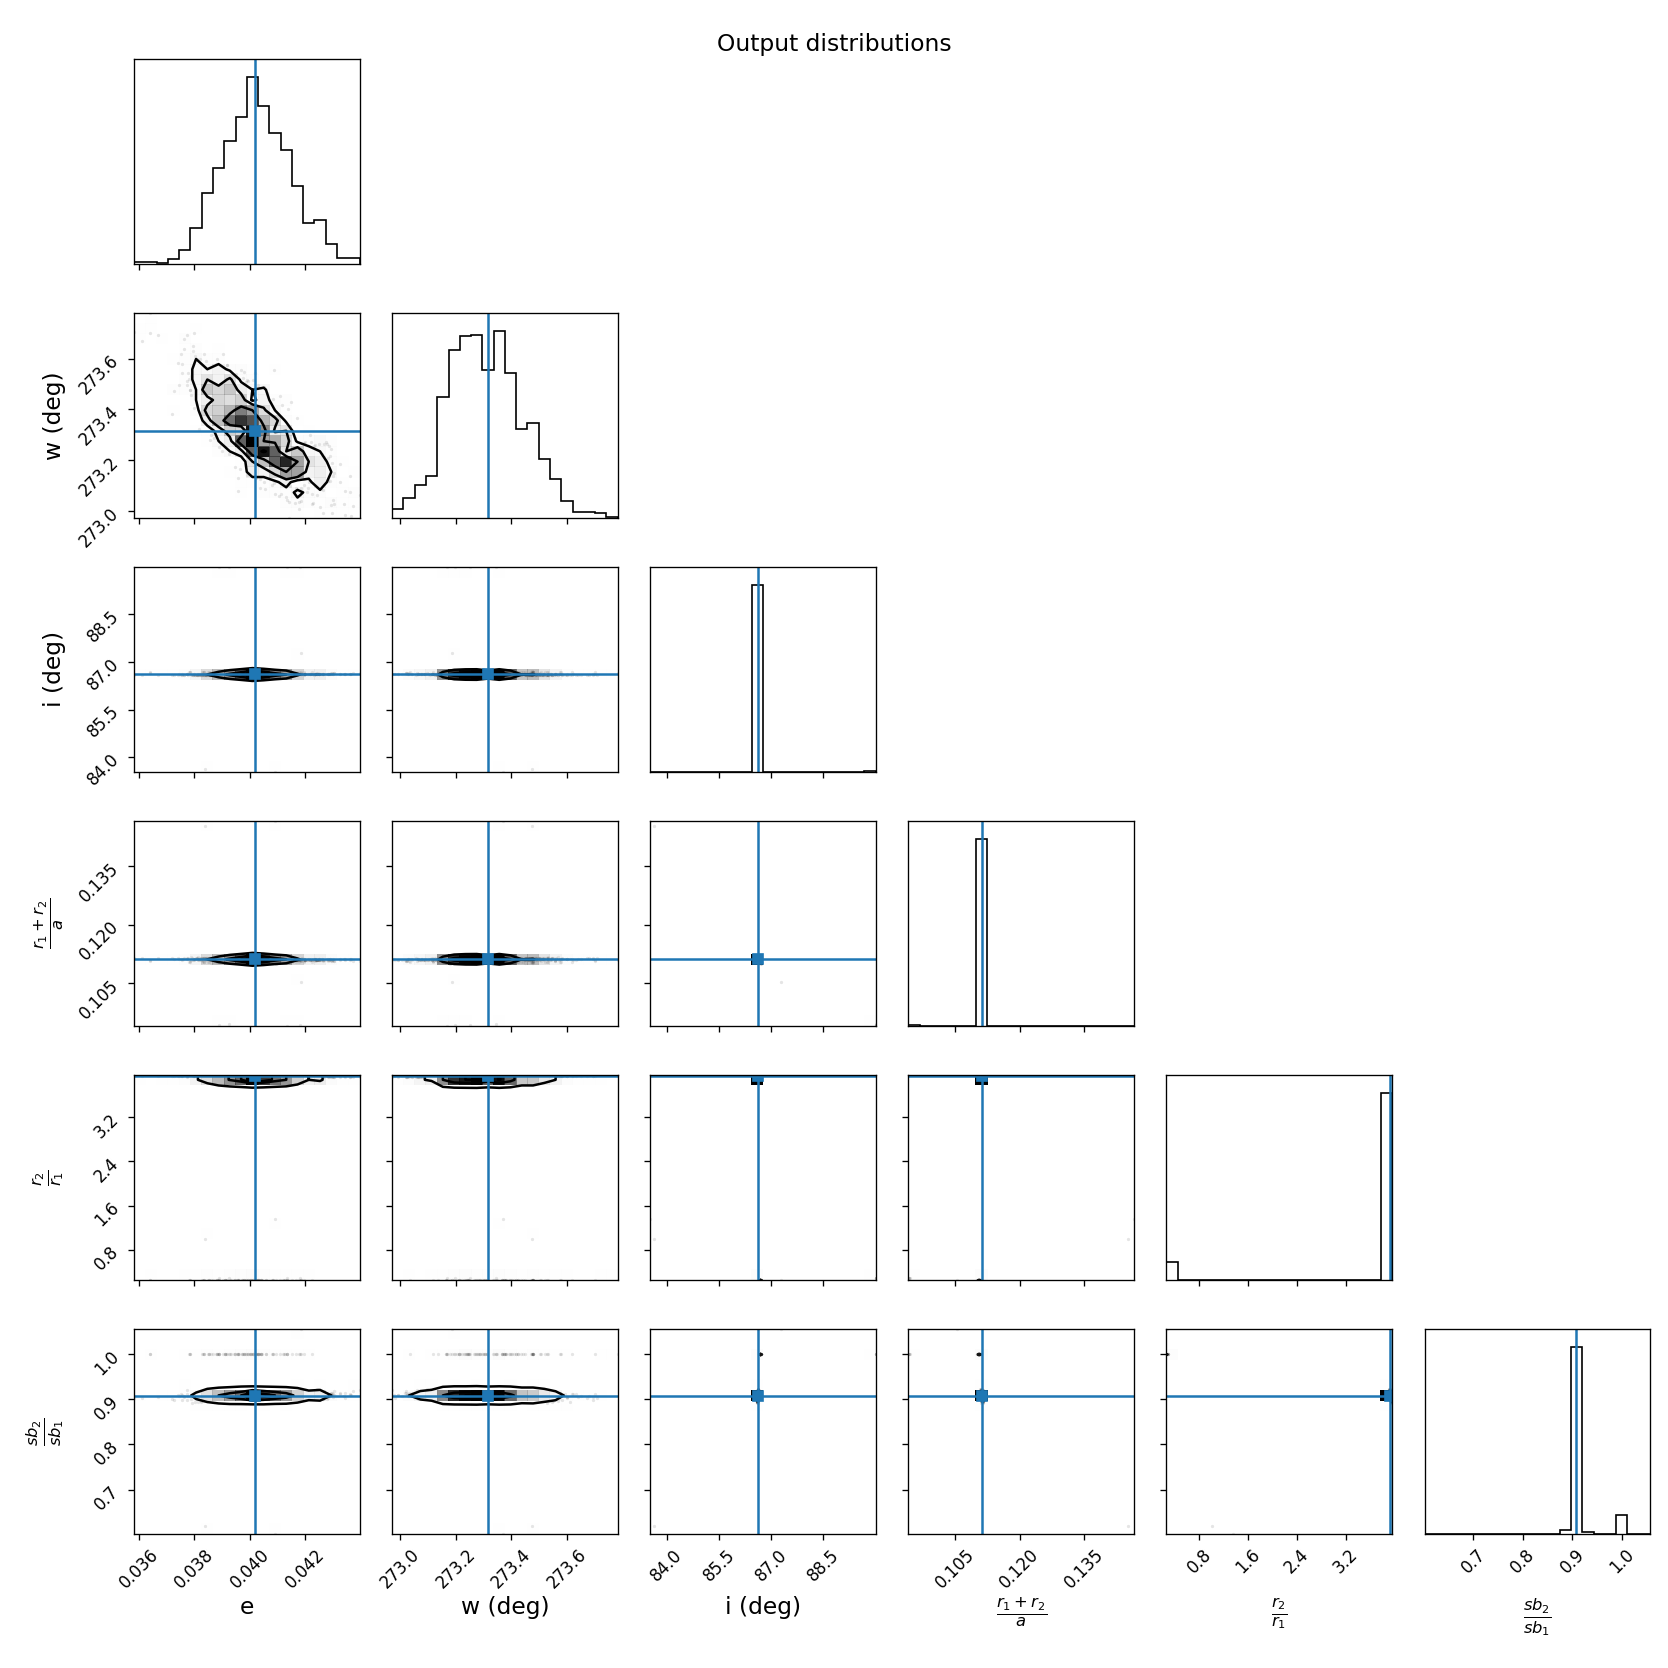 Output distributions
w (deg)
273.6
273.4
273.2
273.0
i (deg)
88.5
87.0
85.5
84.0
r₁ + r₂
a
0.135
0.120
0.105
r₂
r₁
3.2
2.4
1.6
0.8
sb₂
sb₁
1.0
0.9
0.8
0.7
0.036 0.038 0.040 0.042 273.0 273.2 273.4 273.6 84.0 85.5 87.0 88.5 0.105 0.120 0.135 0.8 1.6 2.4 3.2 0.7 0.8 0.9 1.0
e w (deg) i (deg) r₁ + r₂ / a r₂ / r₁ sb₂ / sb₁